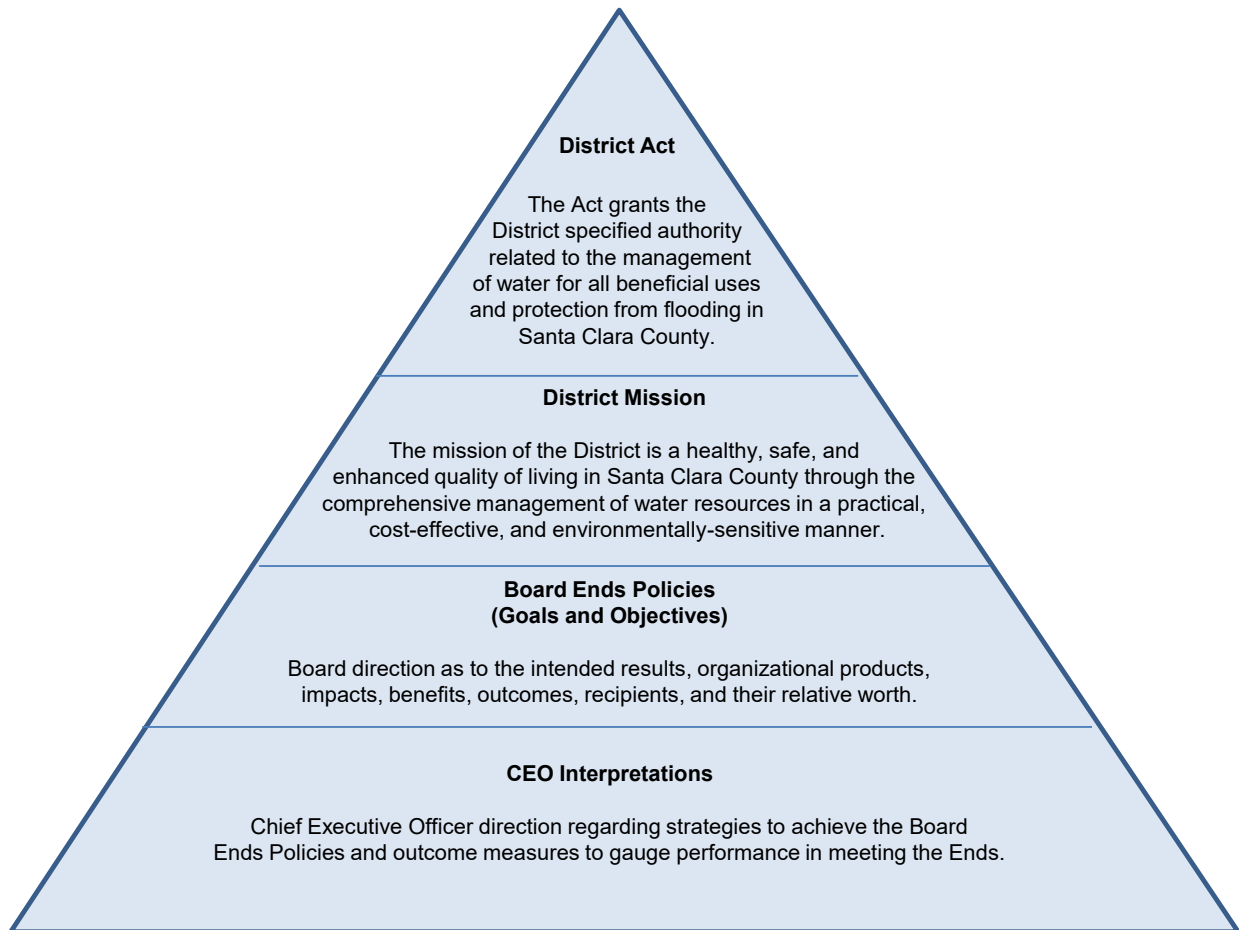 District Act
The Act grants the
District specified authority
related to the management
of water for all beneficial uses
and protection from flooding in
Santa Clara County.
District Mission
The mission of the District is a healthy, safe, and
enhanced quality of living in Santa Clara County through the
comprehensive management of water resources in a practical,
cost-effective, and environmentally-sensitive manner.
Board Ends Policies
(Goals and Objectives)
Board direction as to the intended results, organizational products,
impacts, benefits, outcomes, recipients, and their relative worth.
CEO Interpretations
Chief Executive Officer direction regarding strategies to achieve the Board
Ends Policies and outcome measures to gauge performance in meeting the Ends.